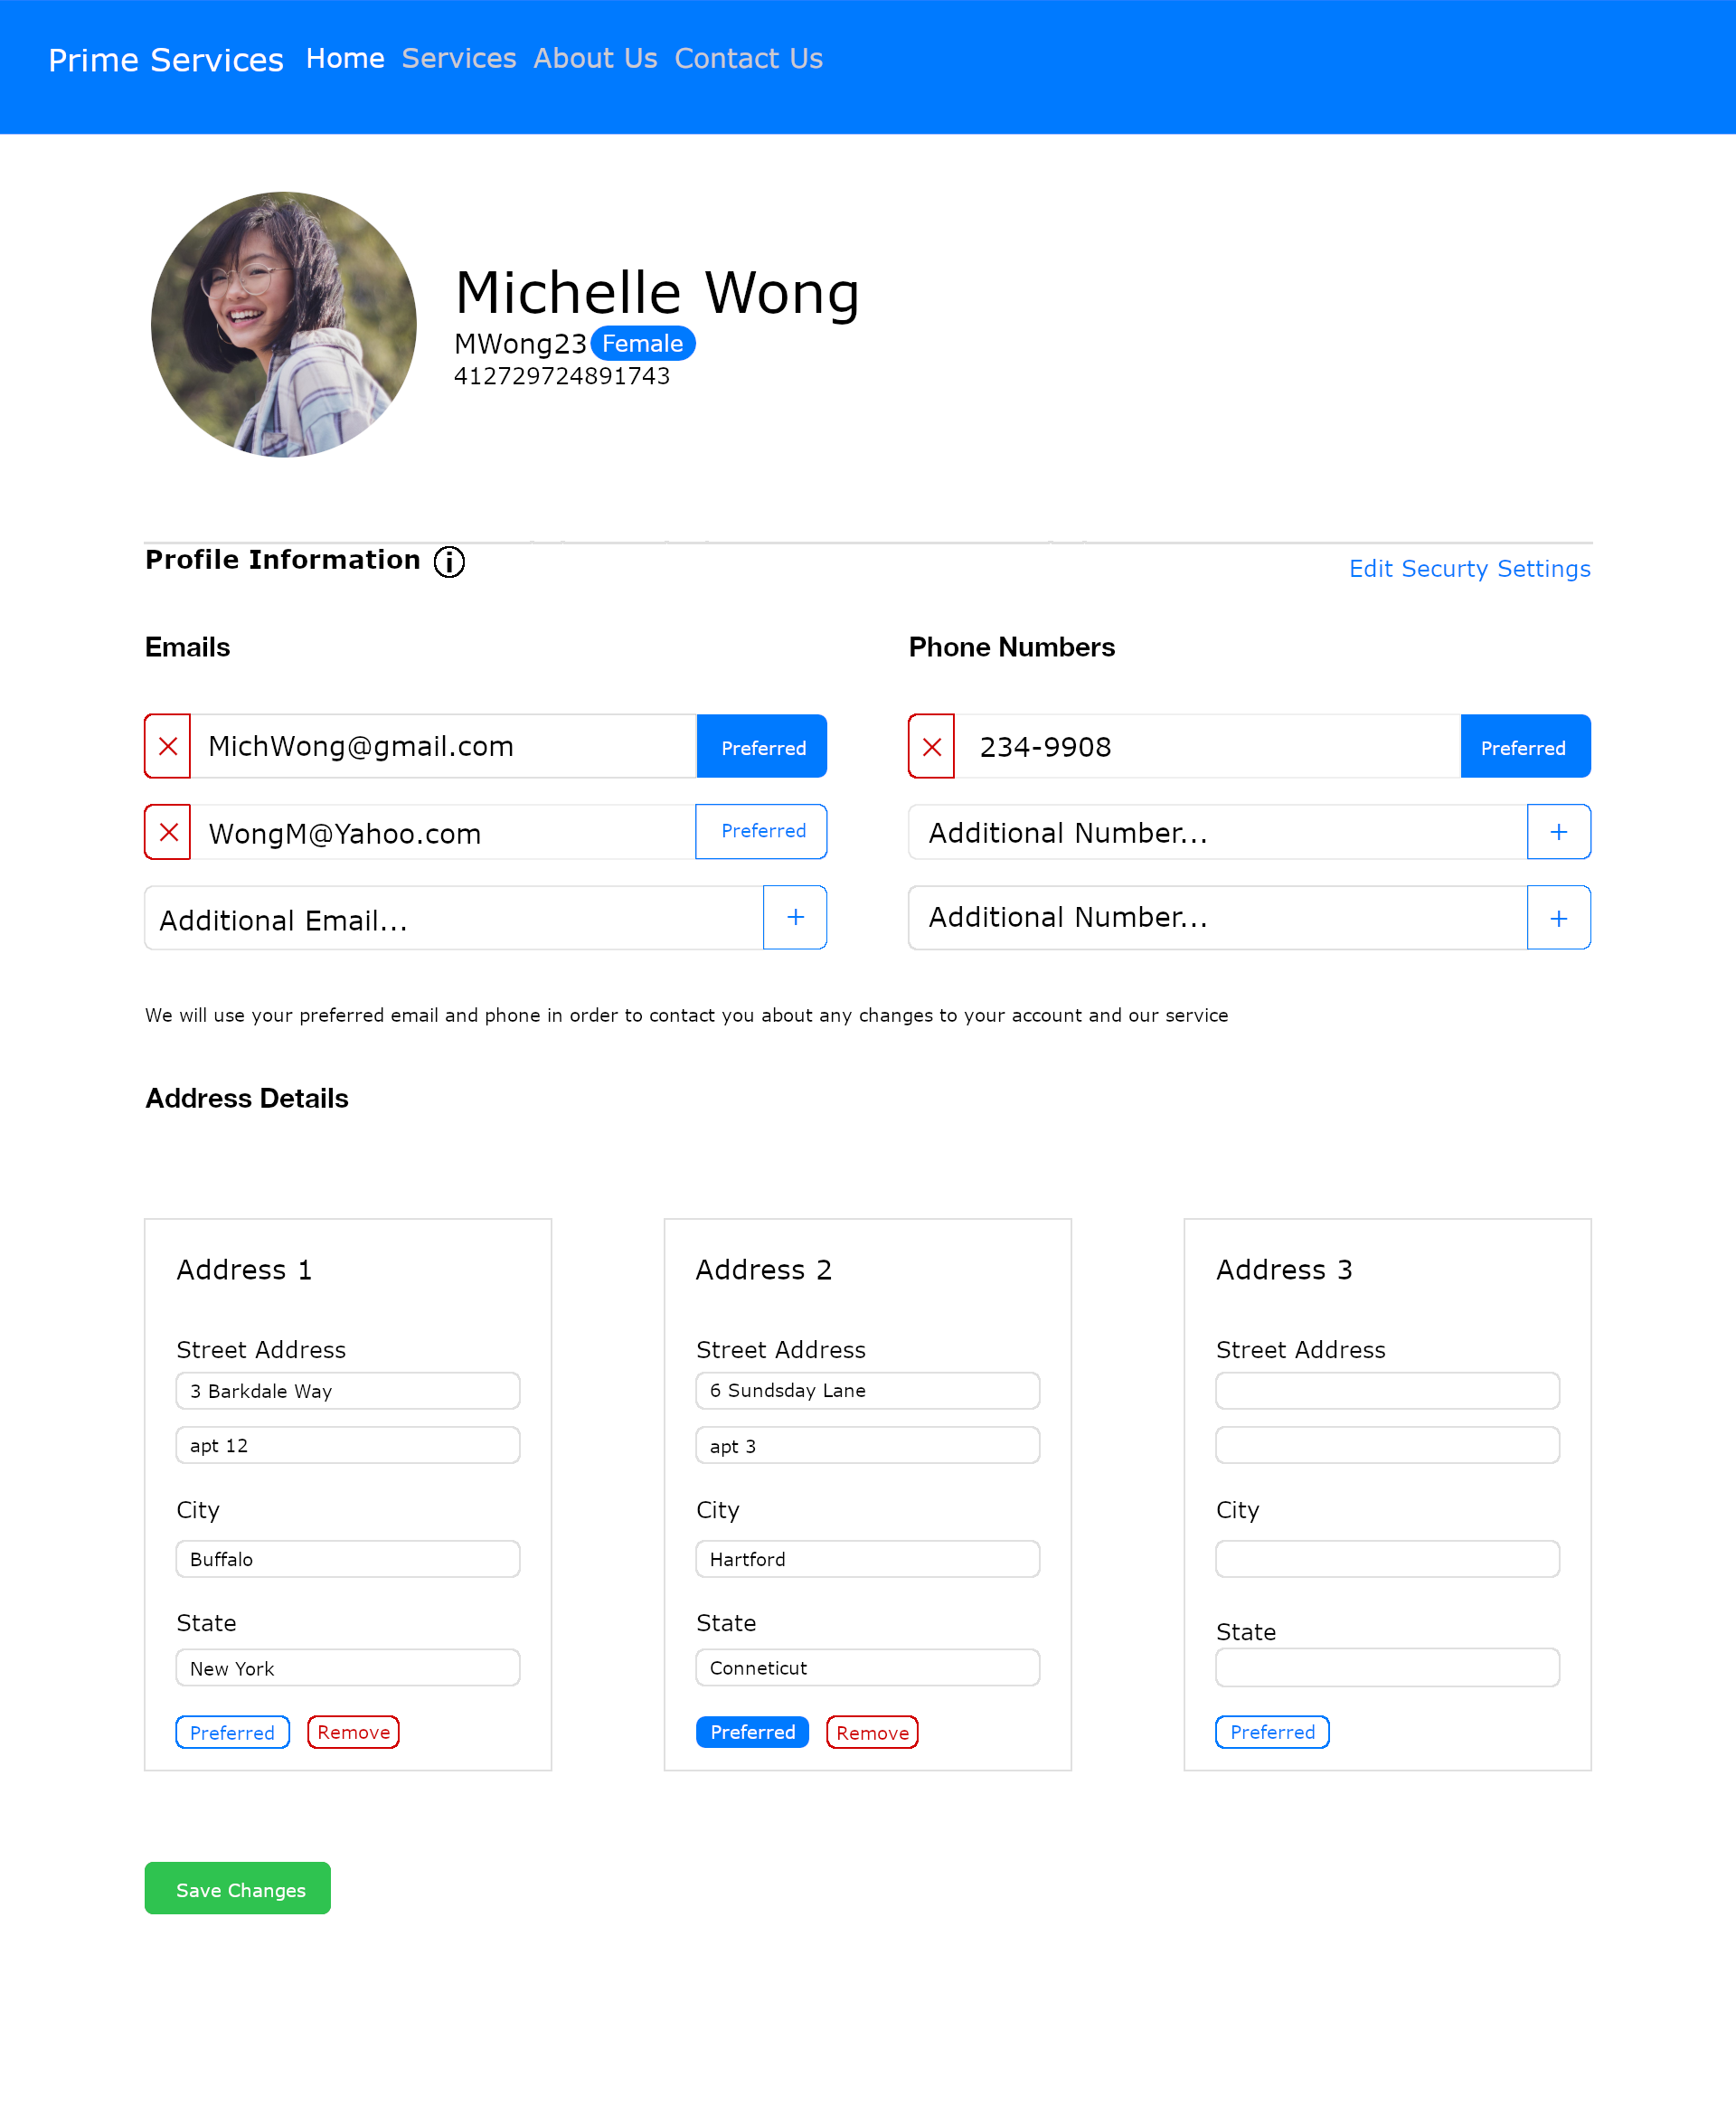 Prime Services Home Services About Us Contact Us
Michelle Wong
MWong23 Female
412729724891743
Profile Information i
Edit Securty Settings
Emails
MichWong@gmail.com Preferred
WongM@Yahoo.com Preferred
Additional Email... +
Phone Numbers
234-9908 Preferred
Additional Number... +
Additional Number... +
We will use your preferred email and phone in order to contact you about any changes to your account and our service
Address Details
Address 1
Street Address
3 Barkdale Way
apt 12
City
Buffalo
State
New York
Preferred Remove
Address 2
Street Address
6 Sundsday Lane
apt 3
City
Hartford
State
Conneticut
Preferred Remove
Address 3
Street Address
City
State
Preferred
Save Changes